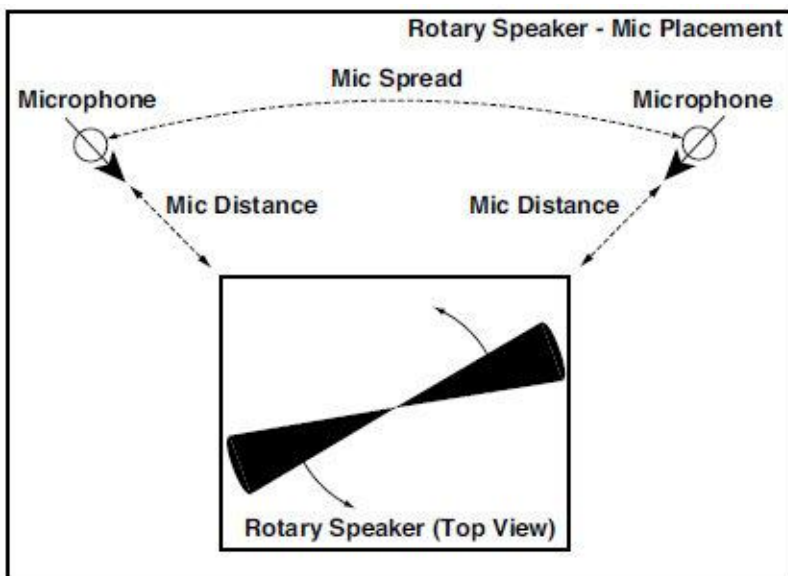 Rotary Speaker - Mic Placement
Mic Spread
Microphone
Microphone
Mic Distance
Mic Distance
Rotary Speaker (Top View)